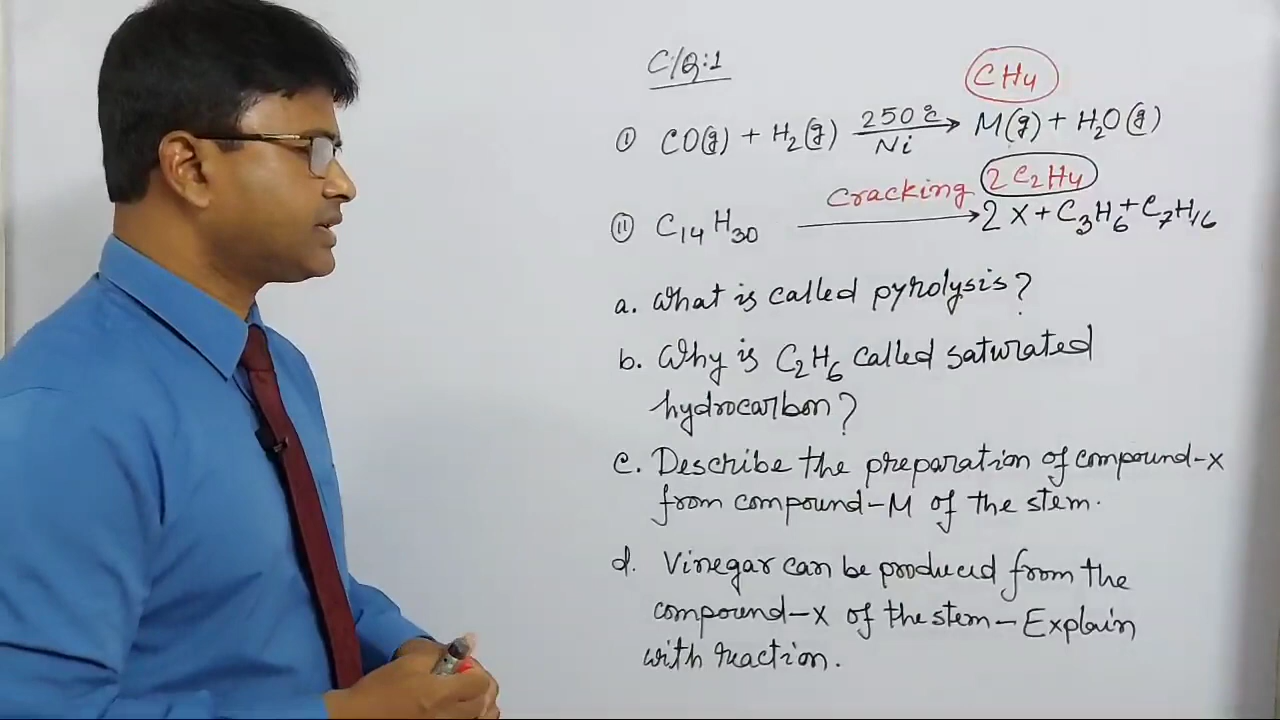 C/Q:1
CH₄
① CO(g) + H₂(g) 250°C Ni → M(g) + H₂O(g)
cracking 2C₂H₄
⑪ C₁₄H₃₀ → 2X + C₃H₆ + C₇H₁₆
a. What is called pyrolysis?
b. Why is C₂H₆ called saturated
hydrocarbon?
c. Describe the preparation of compound-X
from compound-M of the stem.
d. Vinegar can be produced from the
compound-X of the stem – Explain
with reaction.